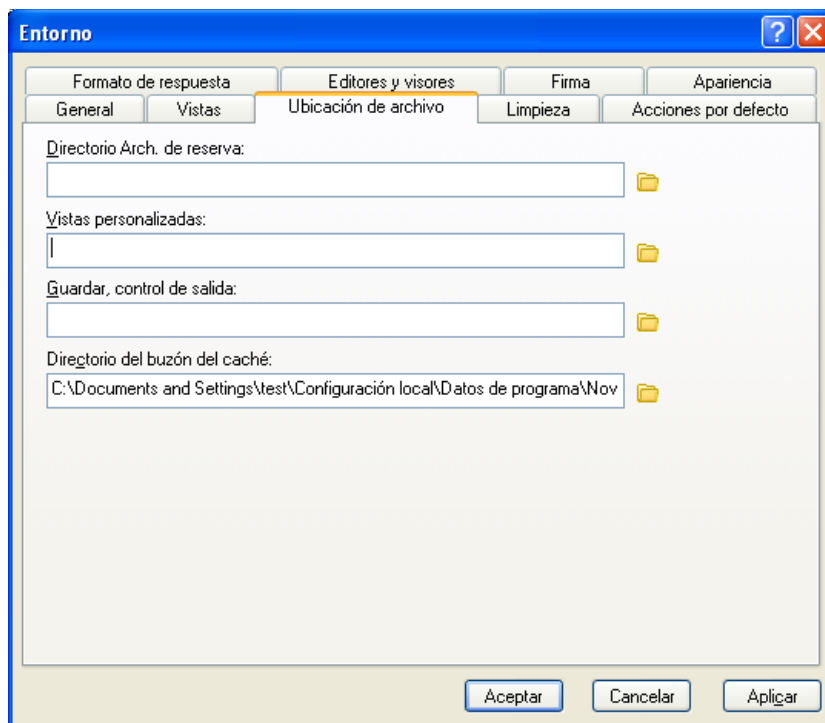 Entorno
Formato de respuesta Editores y visores Firma Apariencia
General Vistas Ubicación de archivo Limpieza Acciones por defecto
Directorio Arch. de reserva:
Vistas personalizadas:
Guardar, control de salida:
Directorio del buzón del caché:
C:\Documents and Settings\test\Configuración local\Datos de programa\Nov
Aceptar Cancelar Aplicar